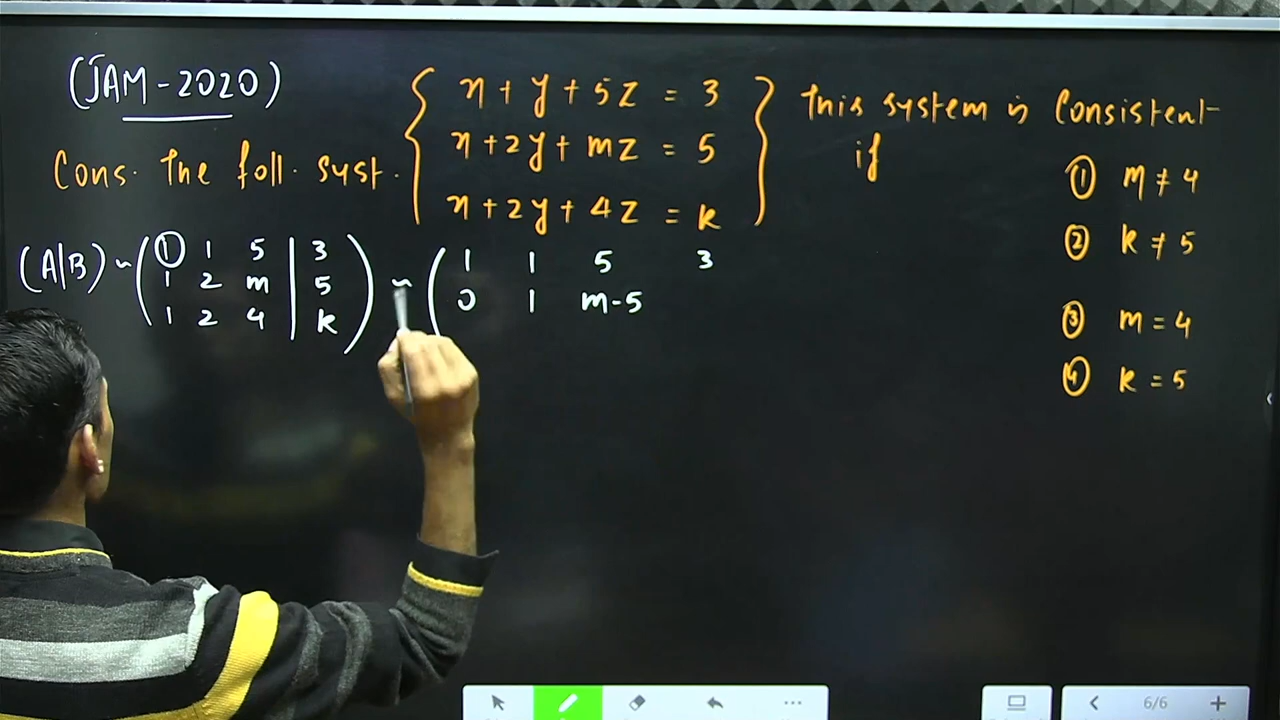 (JAM-2020)
Cons. The foll. syst. { x + y + 5z = 3
x + 2y + mz = 5
x + 2y + 4z = k }
This system is Consistent
if
① m ≠ 4
② k ≠ 5
③ m = 4
④ k = 5
(A|B) ~ ( 1 1 5 | 3
1 2 m | 5
1 2 4 | k )
~ ( 1 1 5 3
0 1 m-5
6/6